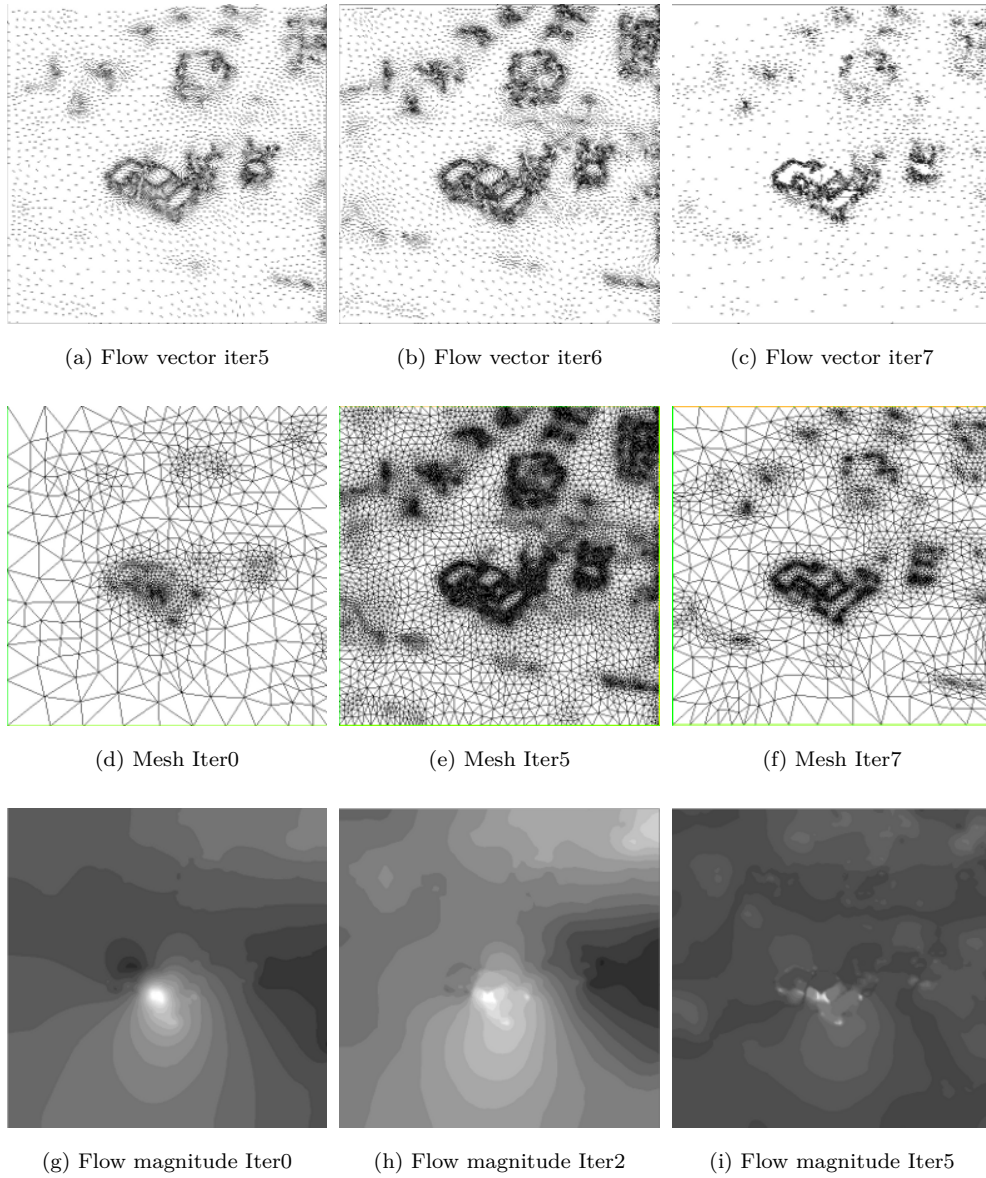 (a) Flow vector iter5
(b) Flow vector iter6
(c) Flow vector iter7
(d) Mesh Iter0
(e) Mesh Iter5
(f) Mesh Iter7
(g) Flow magnitude Iter0
(h) Flow magnitude Iter2
(i) Flow magnitude Iter5